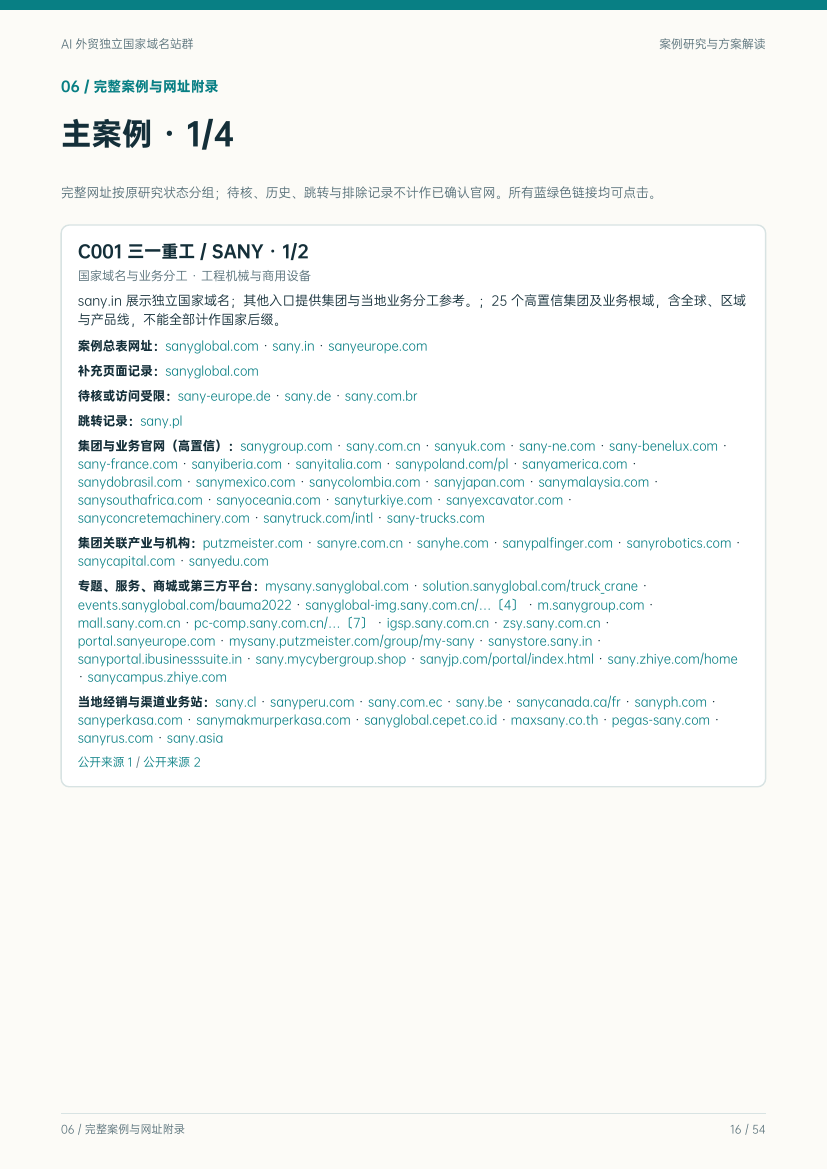 AI 外贸独立国家域名站群
案例研究与方案解读
06 / 完整案例与网址附录
主案例 · 1/4
完整网址按原研究状态分组；待核、历史、跳转与排除记录不计作已确认官网。所有蓝绿色链接均可点击。
C001 三一重工 / SANY · 1/2
国家域名与业务分工 · 工程机械与商用设备
sany.in 展示独立国家域名；其他入口提供集团与当地业务分工参考。；25 个高置信集团及业务根域，含全球、区域
与产品线，不能全部计作国家后缀。
案例总表网址：sanyglobal.com · sany.in · sanyeurope.com
补充页面记录：sanyglobal.com
待核或访问受限：sany-europe.de · sany.de · sany.com.br
跳转记录：sany.pl
集团与业务官网（高置信）：sanygroup.com · sany.com.cn · sanyuk.com · sany-ne.com · sany-benelux.com ·
sany-france.com · sanyiberia.com · sanyitalia.com · sanypoland.com/pl · sanyamerica.com ·
sanydobrasil.com · sanymexico.com · sanycolombia.com · sanyjapan.com · sanymalaysia.com ·
sanysouthafrica.com · sanyoceania.com · sanyturkiye.com · sanyexcavator.com ·
sanyconcretemachinery.com · sanytruck.com/intl · sany-trucks.com
集团关联产业与机构：putzmeister.com · sanyre.com.cn · sanyhe.com · sanypalfinger.com · sanyrobotics.com ·
sanycapital.com · sanyedu.com
专题、服务、商城或第三方平台：mysany.sanyglobal.com · solution.sanyglobal.com/truck_crane ·
events.sanyglobal.com/bauma2022 · sanyglobal-img.sany.com.cn/…〔4〕 · m.sanygroup.com ·
mall.sany.com.cn · pc-comp.sany.com.cn/…〔7〕 · igsp.sany.com.cn · zsy.sany.com.cn ·
portal.sanyeurope.com · mysany.putzmeister.com/group/my-sany · sanystore.sany.in ·
sanyportal.ibusinesssuite.in · sany.mycybergroup.shop · sanyjp.com/portal/index.html · sany.zhiye.com/home
· sanycampus.zhiye.com
当地经销与渠道业务站：sany.cl · sanyperu.com · sany.com.ec · sany.be · sanycanada.ca/fr · sanyph.com ·
sanyperkasa.com · sanymakmurperkasa.com · sanyglobal.cepet.co.id · maxsany.co.th · pegas-sany.com ·
sanyrus.com · sany.asia
公开来源 1 / 公开来源 2
06 / 完整案例与网址附录
16 / 54